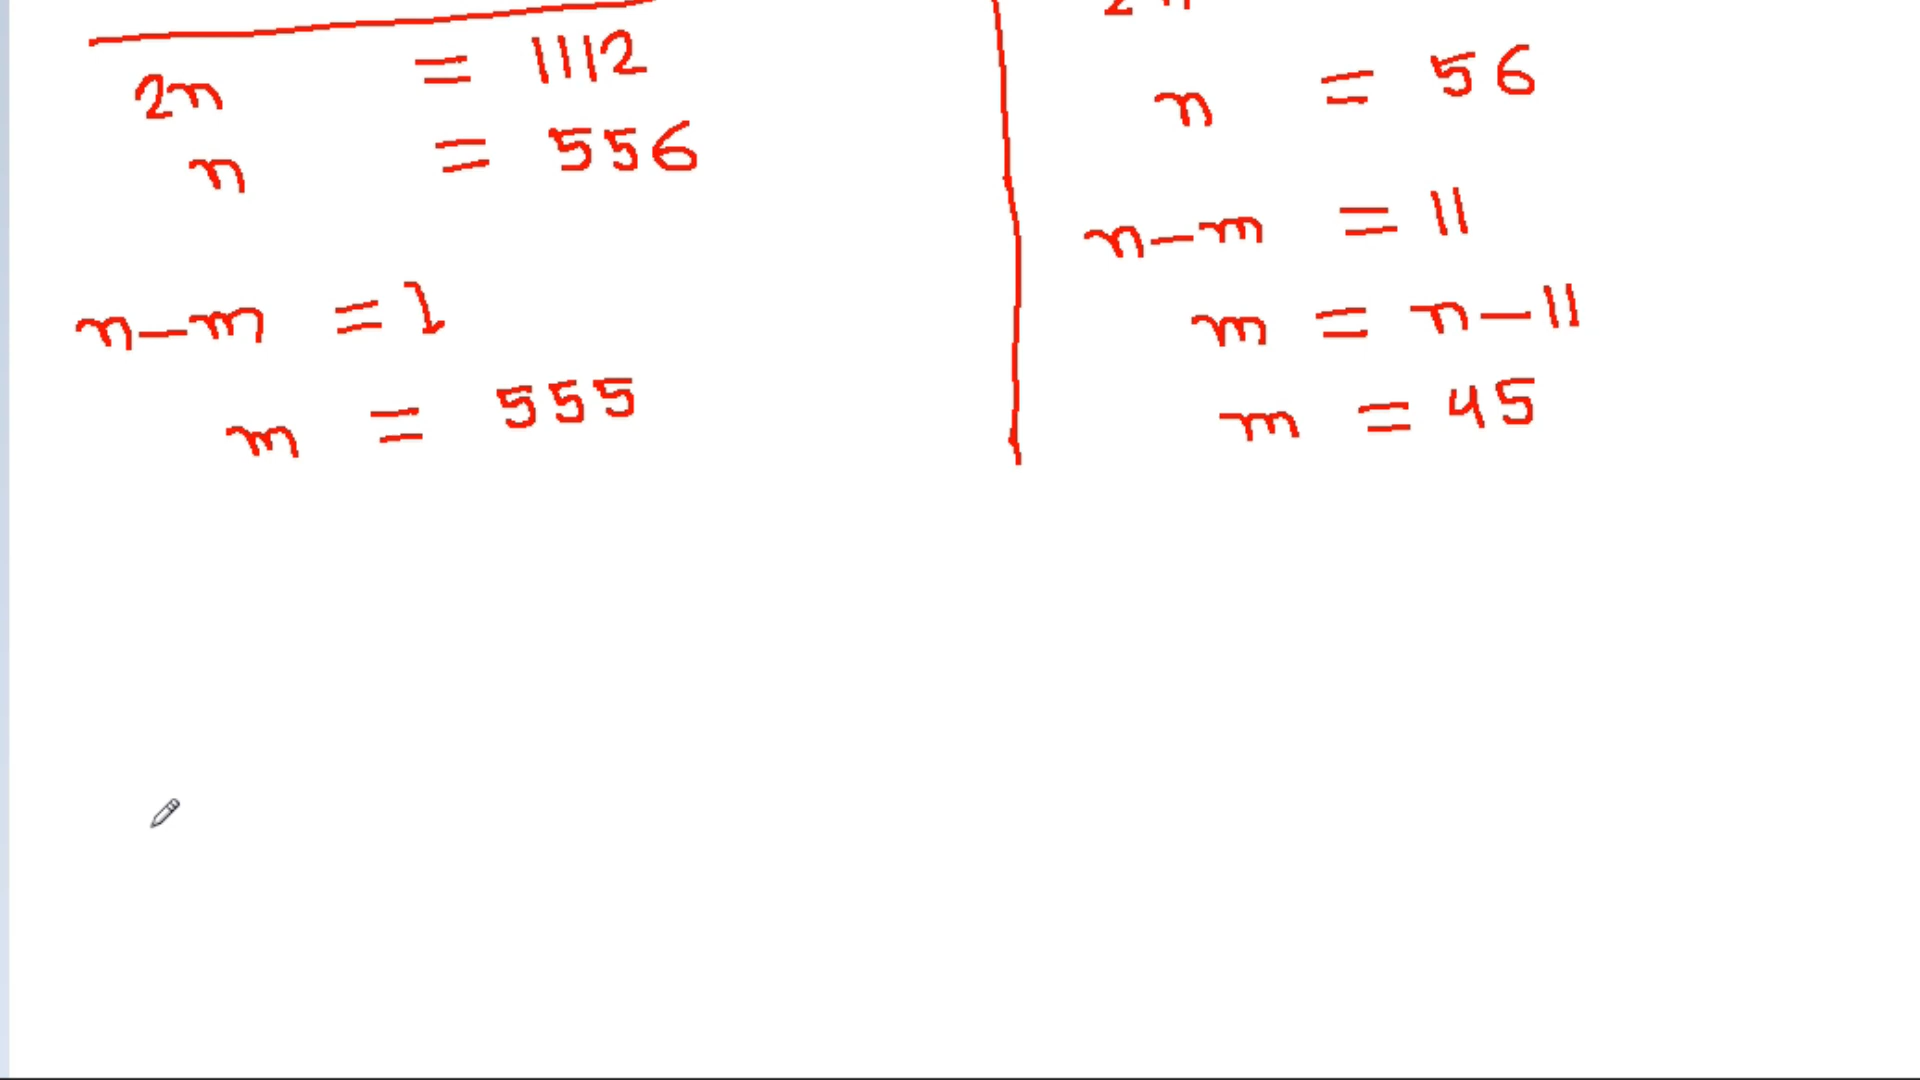 2n = 1112
n = 556
n-m = 1
m = 555
n = 56
n-m = 11
m = n-11
m = 45